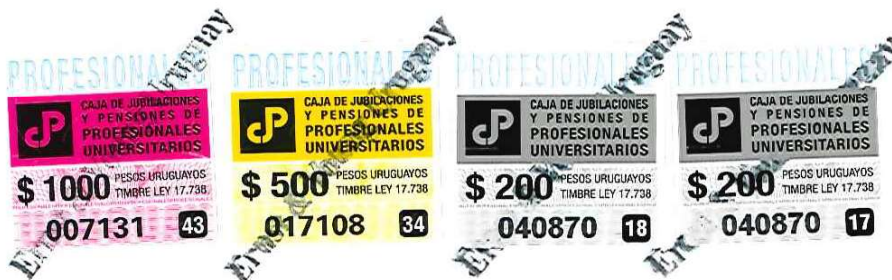 PROFESIONALES
CAJA DE JUBILACIONES
Y PENSIONES DE
PROFESIONALES
UNIVERSITARIOS
$ 1000 PESOS URUGUAYOS
TIMBRE LEY 17.738
007131 43
PROFESIONALES
CAJA DE JUBILACIONES
Y PENSIONES DE
PROFESIONALES
UNIVERSITARIOS
$ 500 PESOS URUGUAYOS
TIMBRE LEY 17.738
017108 34
PROFESIONALES
CAJA DE JUBILACIONES
Y PENSIONES DE
PROFESIONALES
UNIVERSITARIOS
$ 200 PESOS URUGUAYOS
TIMBRE LEY 17.738
040870 18
PROFESIONALES
CAJA DE JUBILACIONES
Y PENSIONES DE
PROFESIONALES
UNIVERSITARIOS
$ 200 PESOS URUGUAYOS
TIMBRE LEY 17.738
040870 17